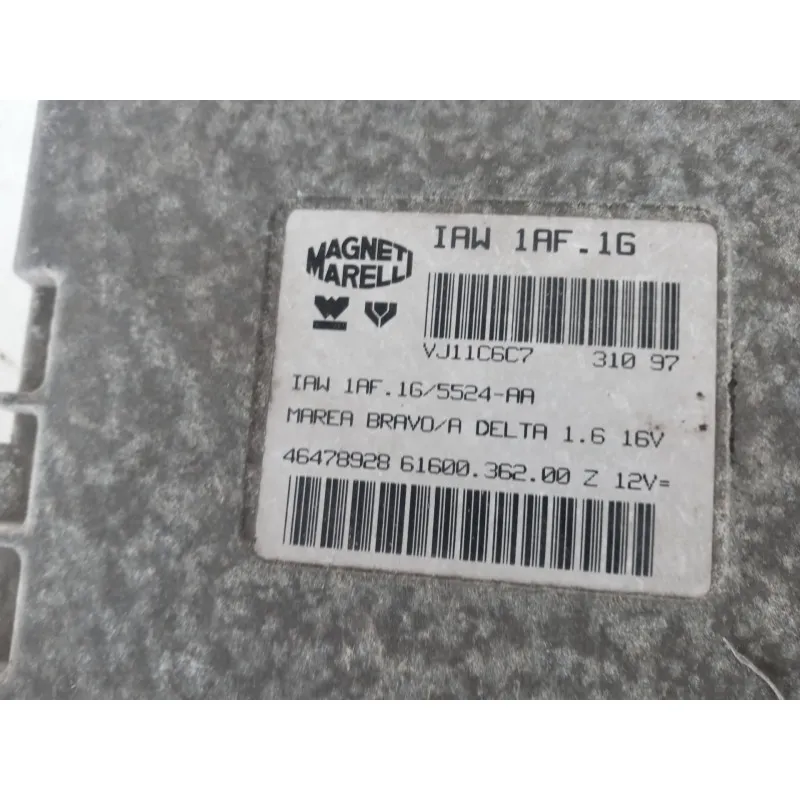 MAGNETI
MARELLI
IAW 1AF.16
VJ11C6C7 310 97
IAW 1AF.16/5524-AA
MAREA BRAVO/A DELTA 1.6 16V
46478928 61600.362.00 Z 12V=